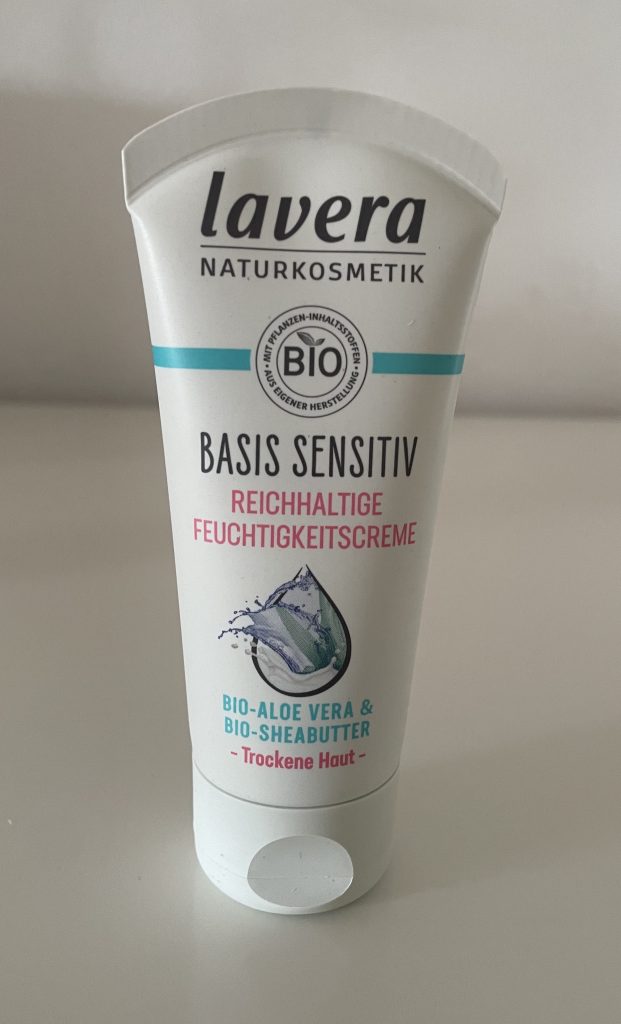 lavera
NATURKOSMETIK
• MIT PFLANZEN-INHALTSSTOFFEN •
BIO
AUS EIGENER HERSTELLUNG
BASIS SENSITIV
REICHHALTIGE
FEUCHTIGKEITSCREME
BIO-ALOE VERA &
BIO-SHEABUTTER
- Trockene Haut -